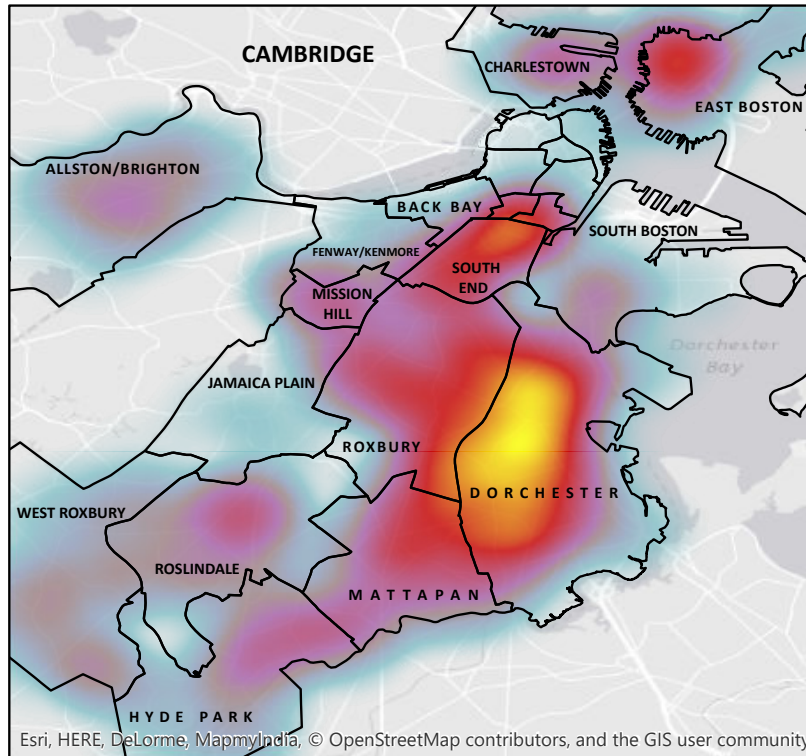 CAMBRIDGE
CHARLESTOWN
EAST BOSTON
ALLSTON/BRIGHTON
BACK BAY
SOUTH BOSTON
FENWAY/KENMORE
SOUTH
END
MISSION
HILL
Dorchester
Bay
JAMAICA PLAIN
ROXBURY
DORCHESTER
WEST ROXBURY
ROSLINDALE
MATTAPAN
HYDE PARK
Esri, HERE, DeLorme, MapmyIndia, © OpenStreetMap contributors, and the GIS user community